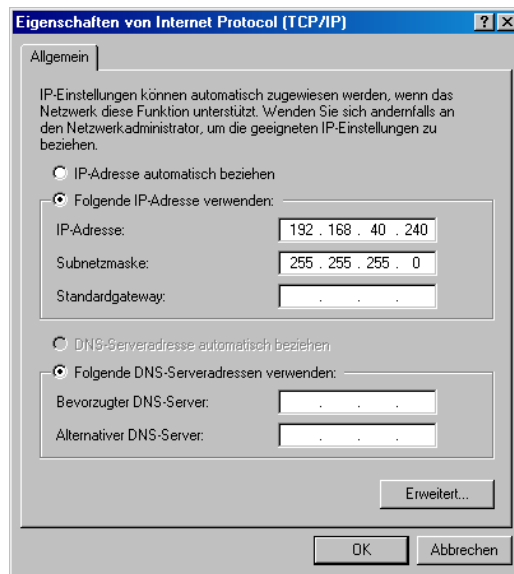 Eigenschaften von Internet Protocol (TCP/IP)
Allgemein
IP-Einstellungen können automatisch zugewiesen werden, wenn das
Netzwerk diese Funktion unterstützt. Wenden Sie sich andernfalls an
den Netzwerkadministrator, um die geeigneten IP-Einstellungen zu
beziehen.
IP-Adresse automatisch beziehen
Folgende IP-Adresse verwenden:
IP-Adresse: 192 . 168 . 40 . 240
Subnetzmaske: 255 . 255 . 255 . 0
Standardgateway: . . .
DNS-Serveradresse automatisch beziehen
Folgende DNS-Serveradressen verwenden:
Bevorzugter DNS-Server: . . .
Alternativer DNS-Server: . . .
Erweitert...
OK Abbrechen